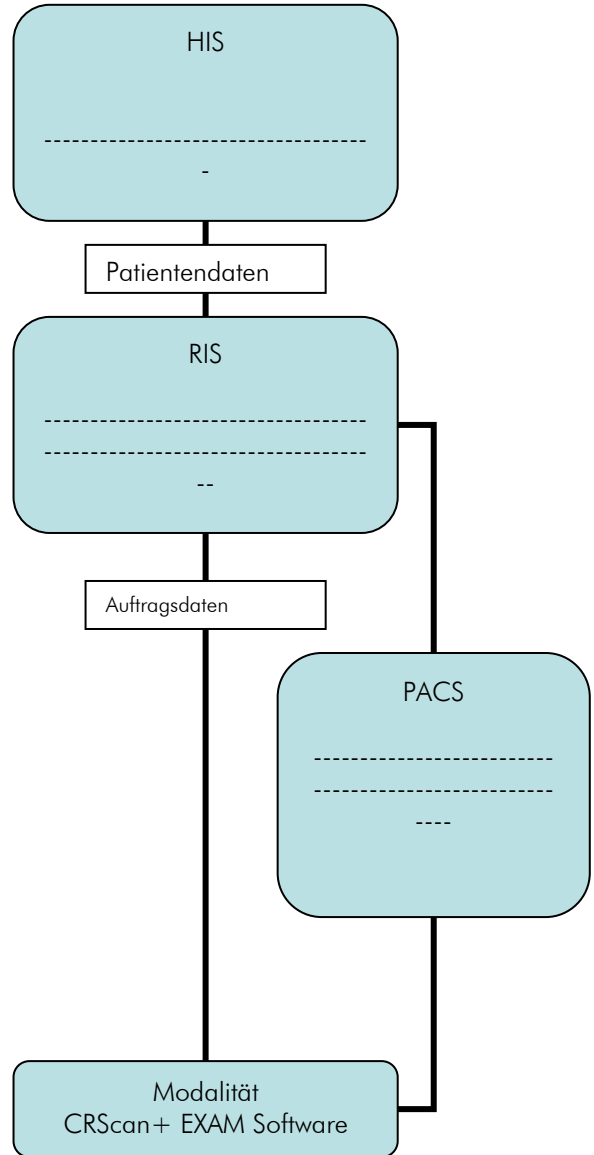 HIS
-----------------------------------
-
Patientendaten
RIS
-----------------------------------
-----------------------------------
--
Auftragsdaten
PACS
--------------------------
--------------------------
----
Modalität
CRScan+ EXAM Software